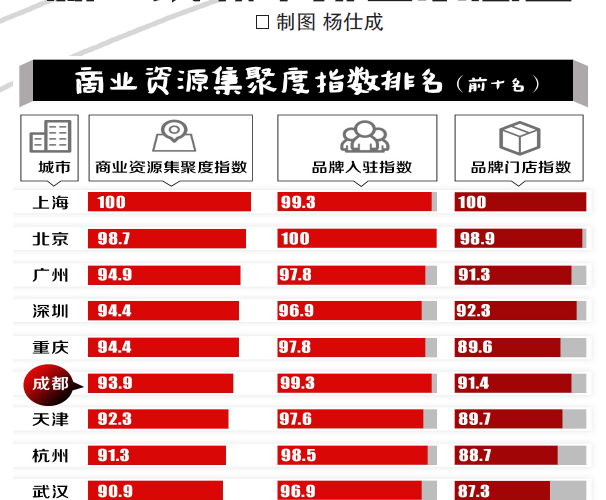 □ 制图 杨仕成
商业资源集聚度指数排名（前十名）
城市 商业资源集聚度指数 品牌入驻指数 品牌门店指数
上海 100 99.3 100
北京 98.7 100 98.9
广州 94.9 97.8 91.3
深圳 94.4 96.9 92.3
重庆 94.4 97.8 89.6
成都 93.9 99.3 91.4
天津 92.3 97.6 89.7
杭州 91.3 98.5 88.7
武汉 90.9 96.9 87.3